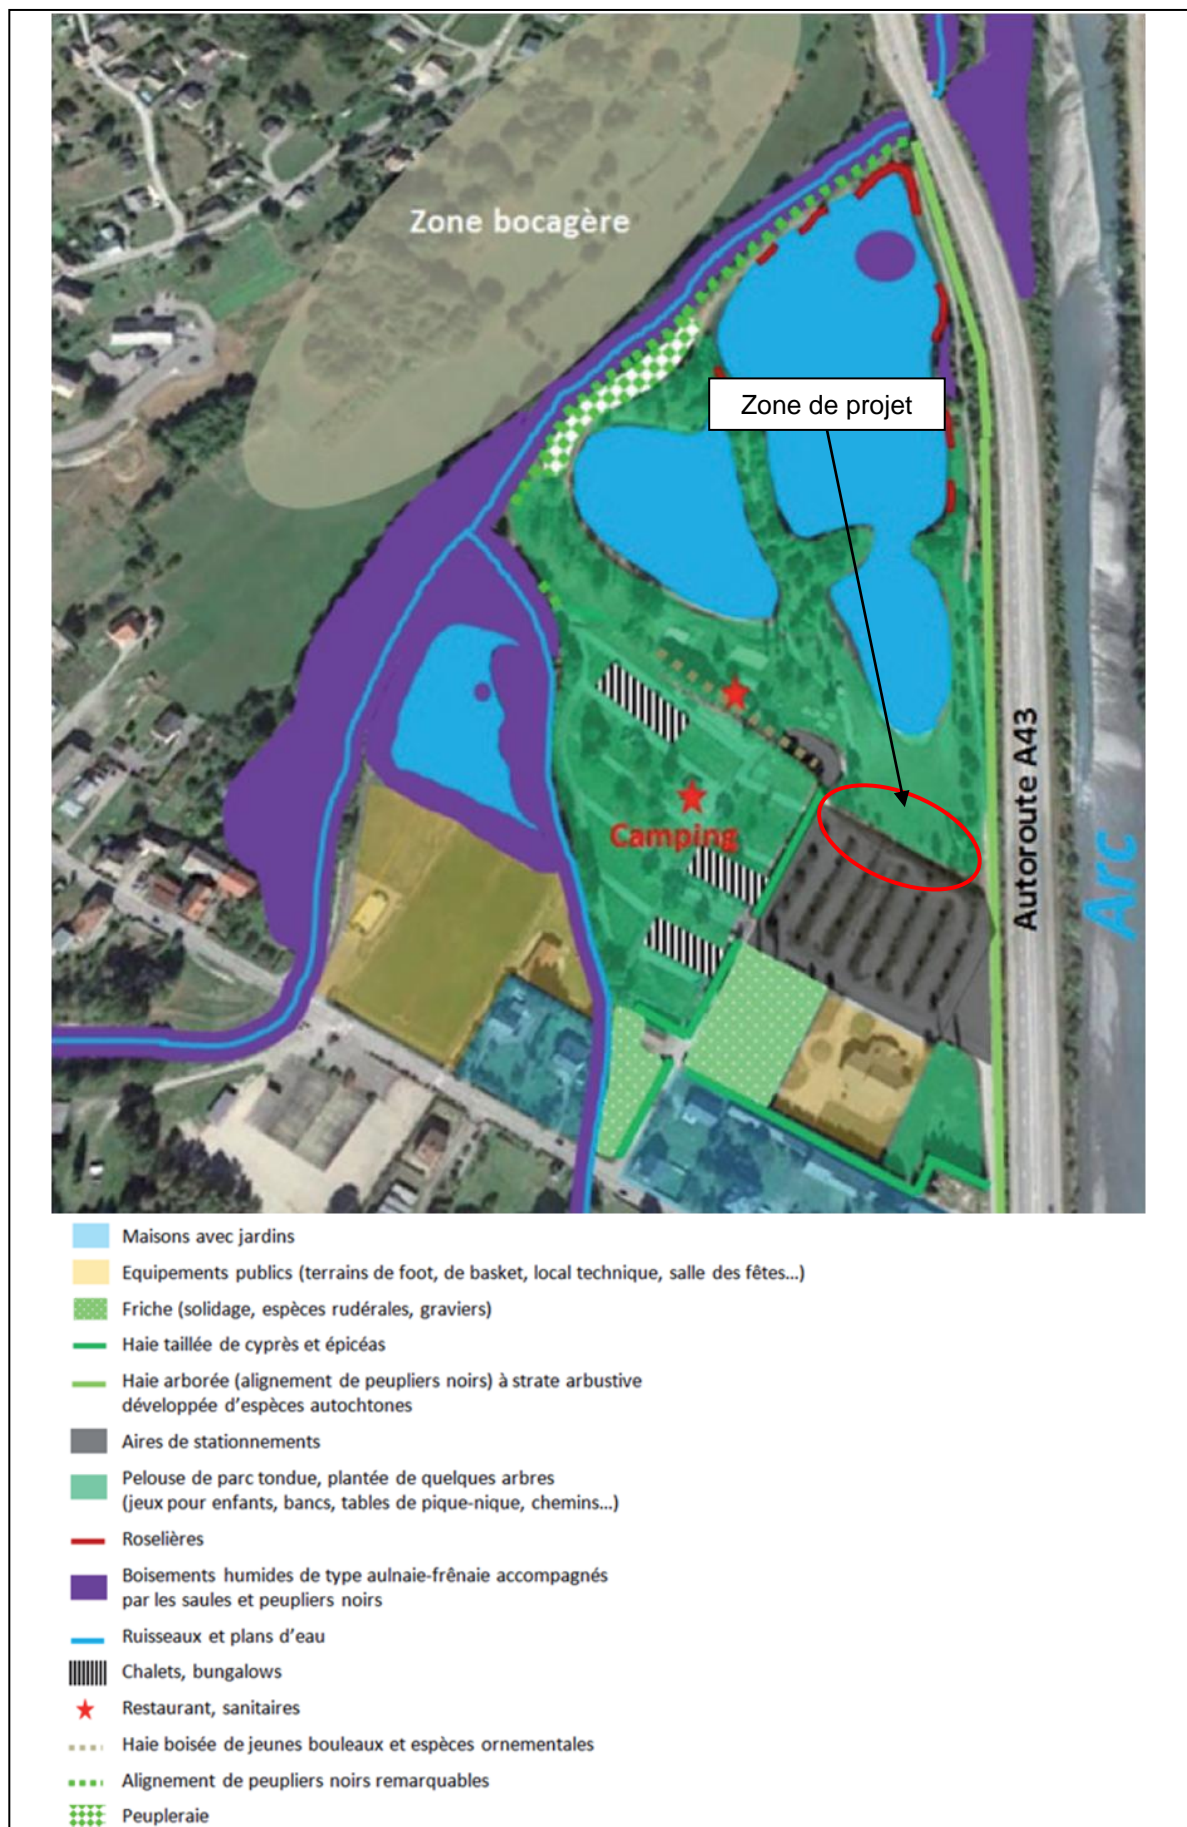 Zone bocagère
Zone de projet
Camping
Autoroute A43
Arc
Maisons avec jardins
Equipements publics (terrains de foot, de basket, local technique, salle des fêtes...)
Friche (solidage, espèces rudérales, graviers)
Haie taillée de cyprès et épicéas
Haie arborée (alignement de peupliers noirs) à strate arbustive
développée d'espèces autochtones
Aires de stationnements
Pelouse de parc tondue, plantée de quelques arbres
(jeux pour enfants, bancs, tables de pique-nique, chemins...)
Roselières
Boisements humides de type aulnaie-frênaie accompagnés
par les saules et peupliers noirs
Ruisseaux et plans d'eau
Chalets, bungalows
Restaurant, sanitaires
Haie boisée de jeunes bouleaux et espèces ornementales
Alignement de peupliers noirs remarquables
Peupleraie